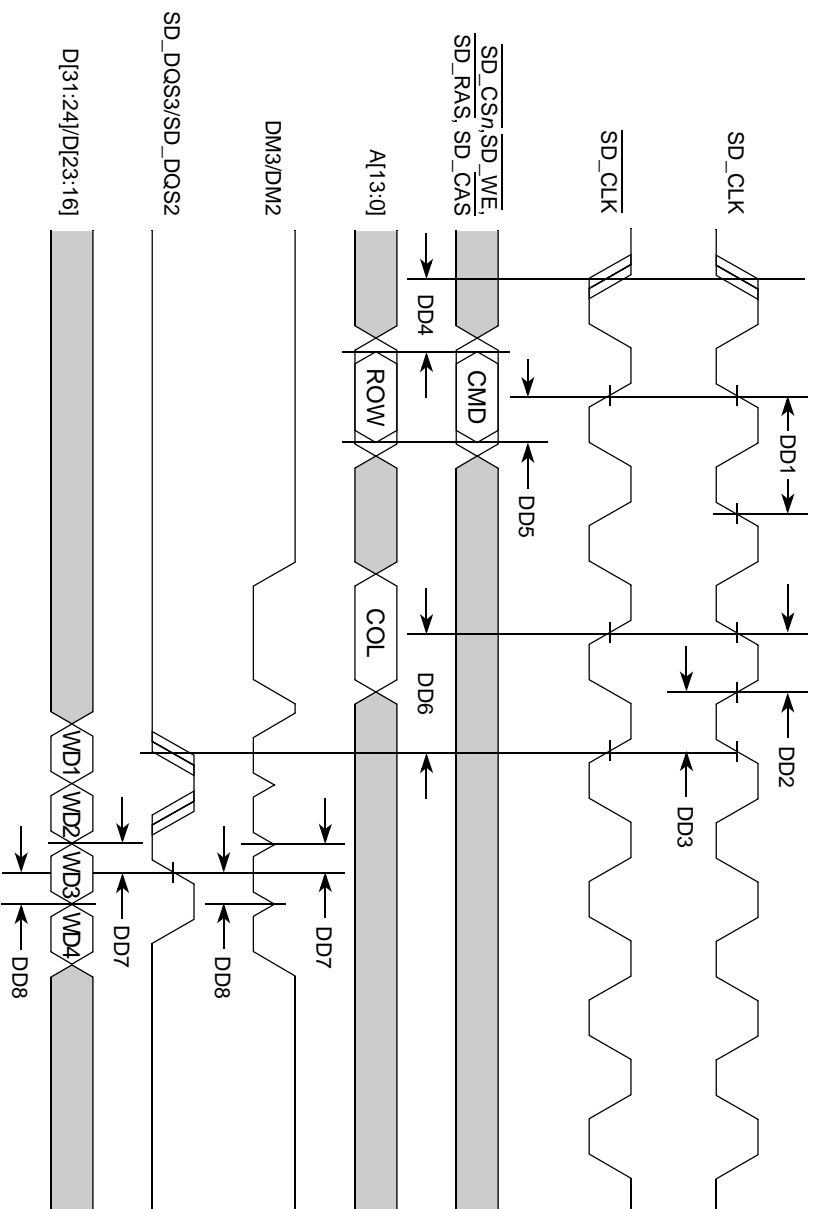 DD1
DD2
SD_CLK
DD3
SD_CLK
DD5
SD_CSn,SD_WE,
SD_RAS, SD_CAS
CMD
DD4
DD6
A[13:0]
ROW
COL
DD7
DM3/DM2
DD8
SD_DQS3/SD_DQS2
DD7
D[31:24]/D[23:16]
WD1
WD2
WD3
WD4
DD8